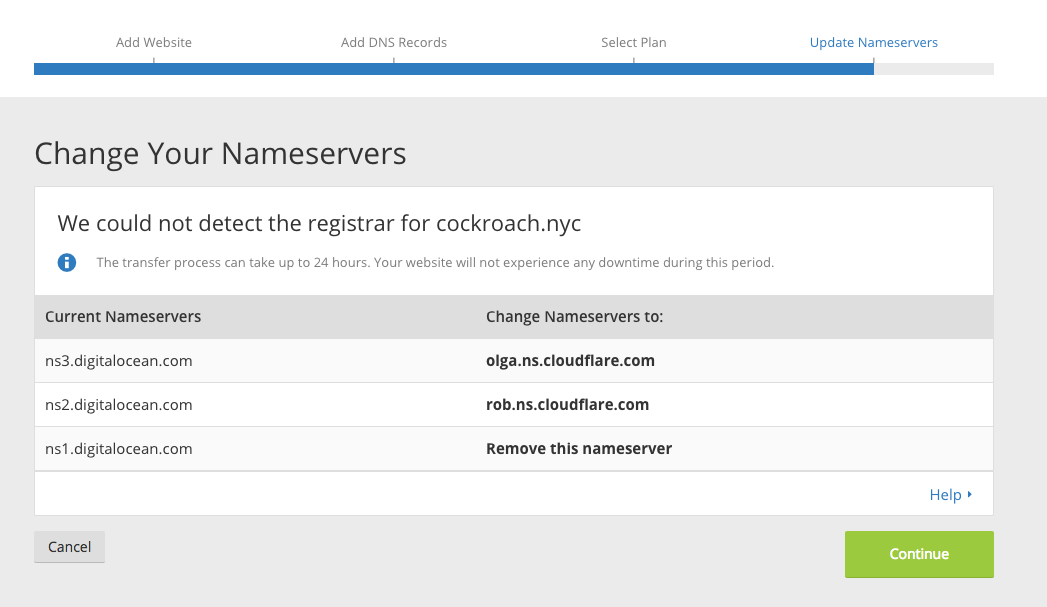 Add Website
Add DNS Records
Select Plan
Update Nameservers
Change Your Nameservers
We could not detect the registrar for cockroach.nyc
The transfer process can take up to 24 hours. Your website will not experience any downtime during this period.
Current Nameservers
Change Nameservers to:
ns3.digitalocean.com
olga.ns.cloudflare.com
ns2.digitalocean.com
rob.ns.cloudflare.com
ns1.digitalocean.com
Remove this nameserver
Help
Cancel
Continue